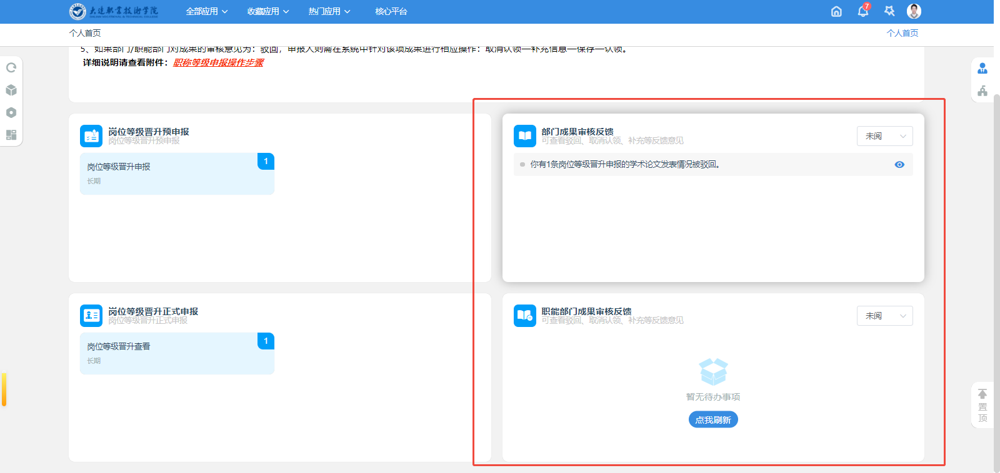 大连职业技术学院
全部应用
收藏应用
热门应用
核心平台
7
个人首页
个人首页
5、如果部门/职能部门对成果的审核意见为：驳回，申报人则需在系统中针对该项成果进行相应操作：取消认领—补充信息—保存—认领。
详细说明请查看附件：职称等级申报操作步骤
岗位等级晋升预申报
岗位等级晋升预申报
岗位等级晋升申报
1
长期
部门成果审核反馈
可查看驳回、取消认领、补充等反馈意见
未阅
你有1条岗位等级晋升申报的学术论文发表情况被驳回。
岗位等级晋升正式申报
岗位等级晋升正式申报
岗位等级晋升查看
1
长期
职能部门成果审核反馈
可查看驳回、取消认领、补充等反馈意见
未阅
暂无待办事项
点我刷新
置
顶